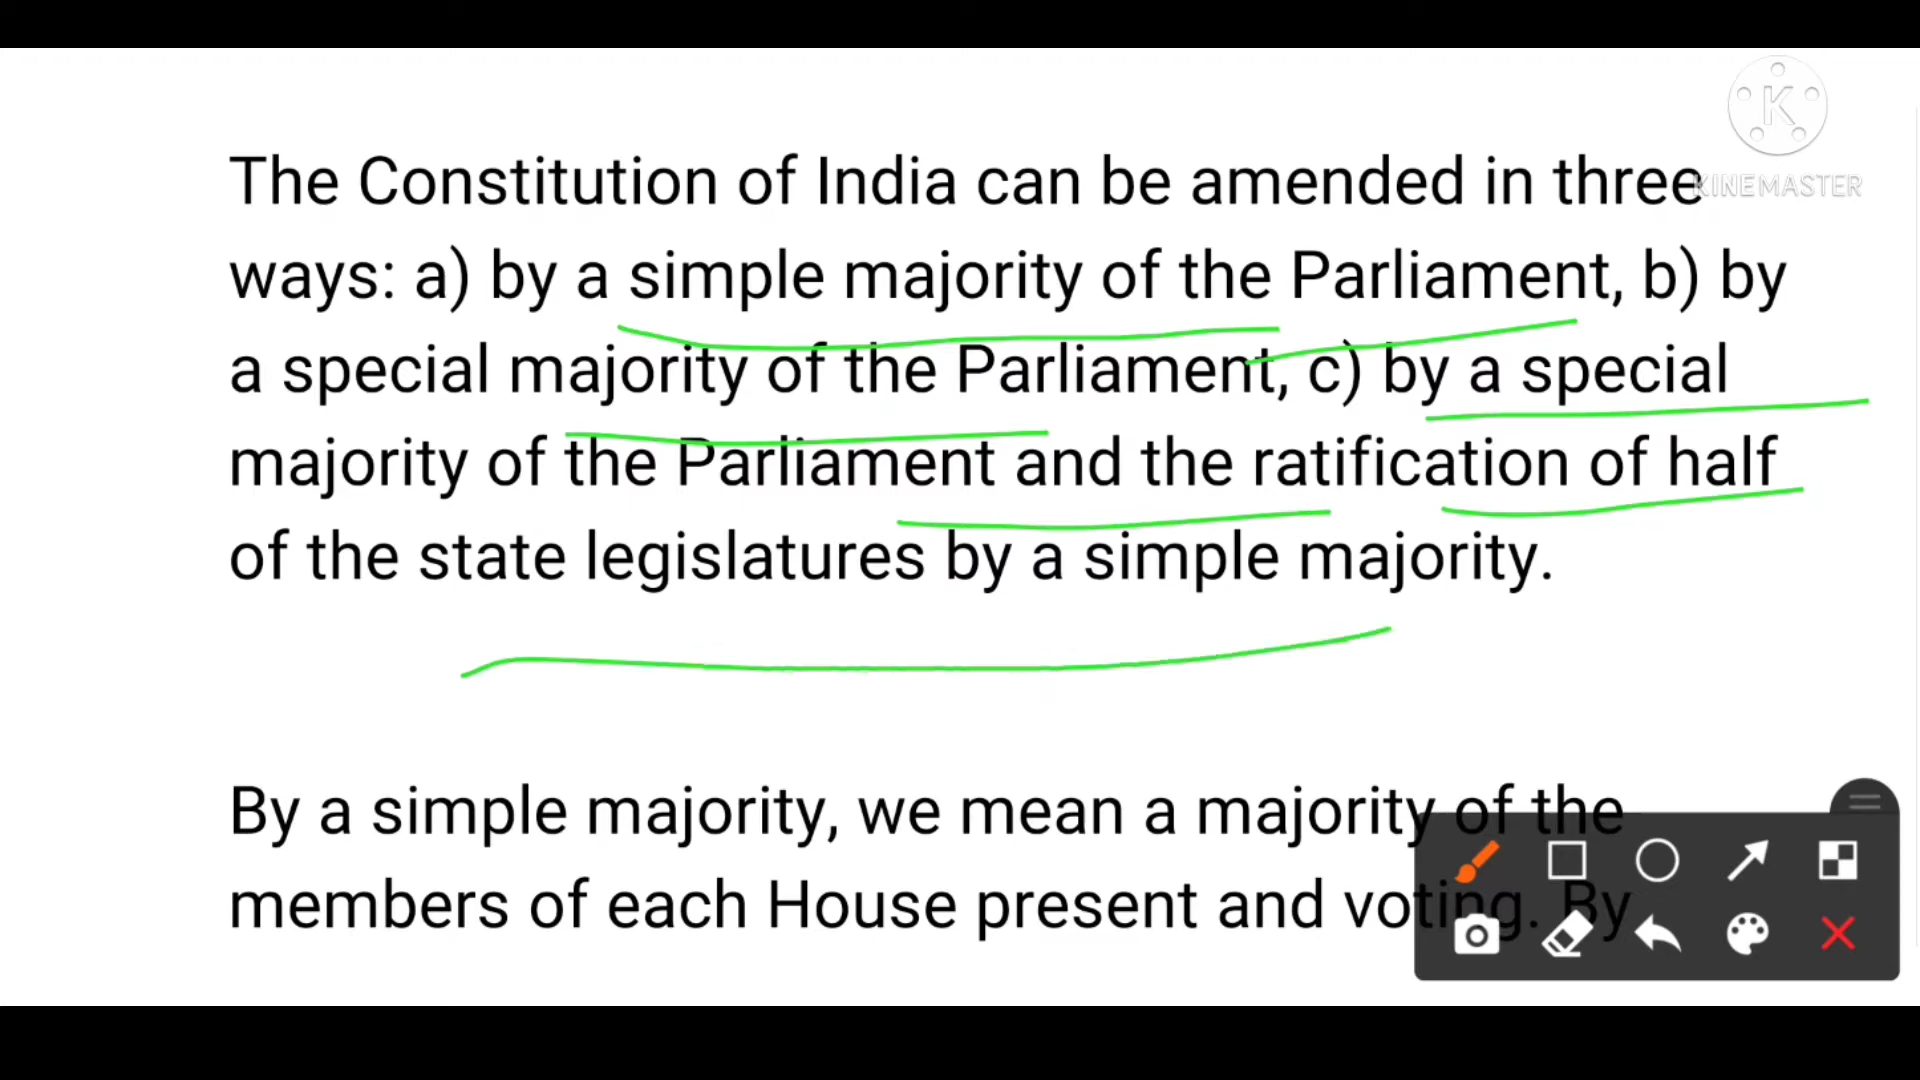 The Constitution of India can be amended in three
ways: a) by a simple majority of the Parliament, b) by
a special majority of the Parliament, c) by a special
majority of the Parliament and the ratification of half
of the state legislatures by a simple majority.
By a simple majority, we mean a majority of the
members of each House present and voting. By
K
KINEMASTER